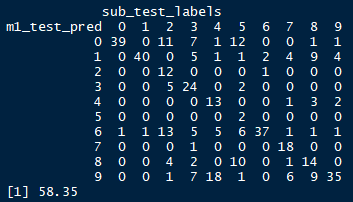 sub_test_labels
m1_test_pred 0 1 2 3 4 5 6 7 8 9
0 39 0 11 7 1 12 0 0 1 1
1 0 40 0 5 1 1 2 4 9 4
2 0 0 12 0 0 0 1 0 0 0
3 0 0 5 24 0 2 0 0 0 0
4 0 0 0 0 13 0 0 1 3 2
5 0 0 0 0 0 2 0 0 0 0
6 1 1 13 5 5 6 37 1 1 1
7 0 0 0 1 0 0 0 18 0 0
8 0 0 4 2 0 10 0 1 14 0
9 0 0 1 7 18 1 0 6 9 35
[1] 58.35